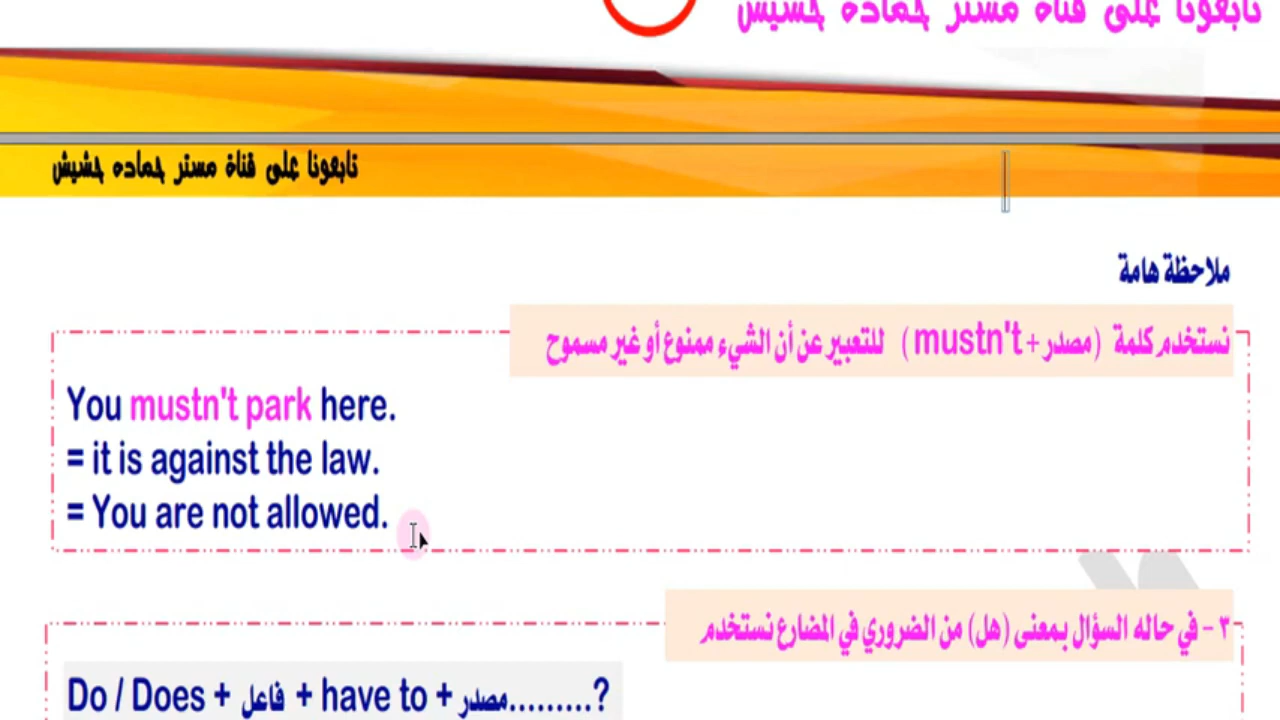 تابعونا على قناة مستر حماده حشيش
تابعونا على قناة مستر حماده حشيش
ملاحظة هامة
نستخدم كلمة (مصدر + mustn't ) للتعبير عن أن الشيء ممنوع أو غير مسموح
You mustn't park here.
= it is against the law.
= You are not allowed.
٣ - في حاله السؤال بمعنى (هل) من الضروري في المضارع نستخدم
Do / Does + فاعل + have to + مصدر.........?